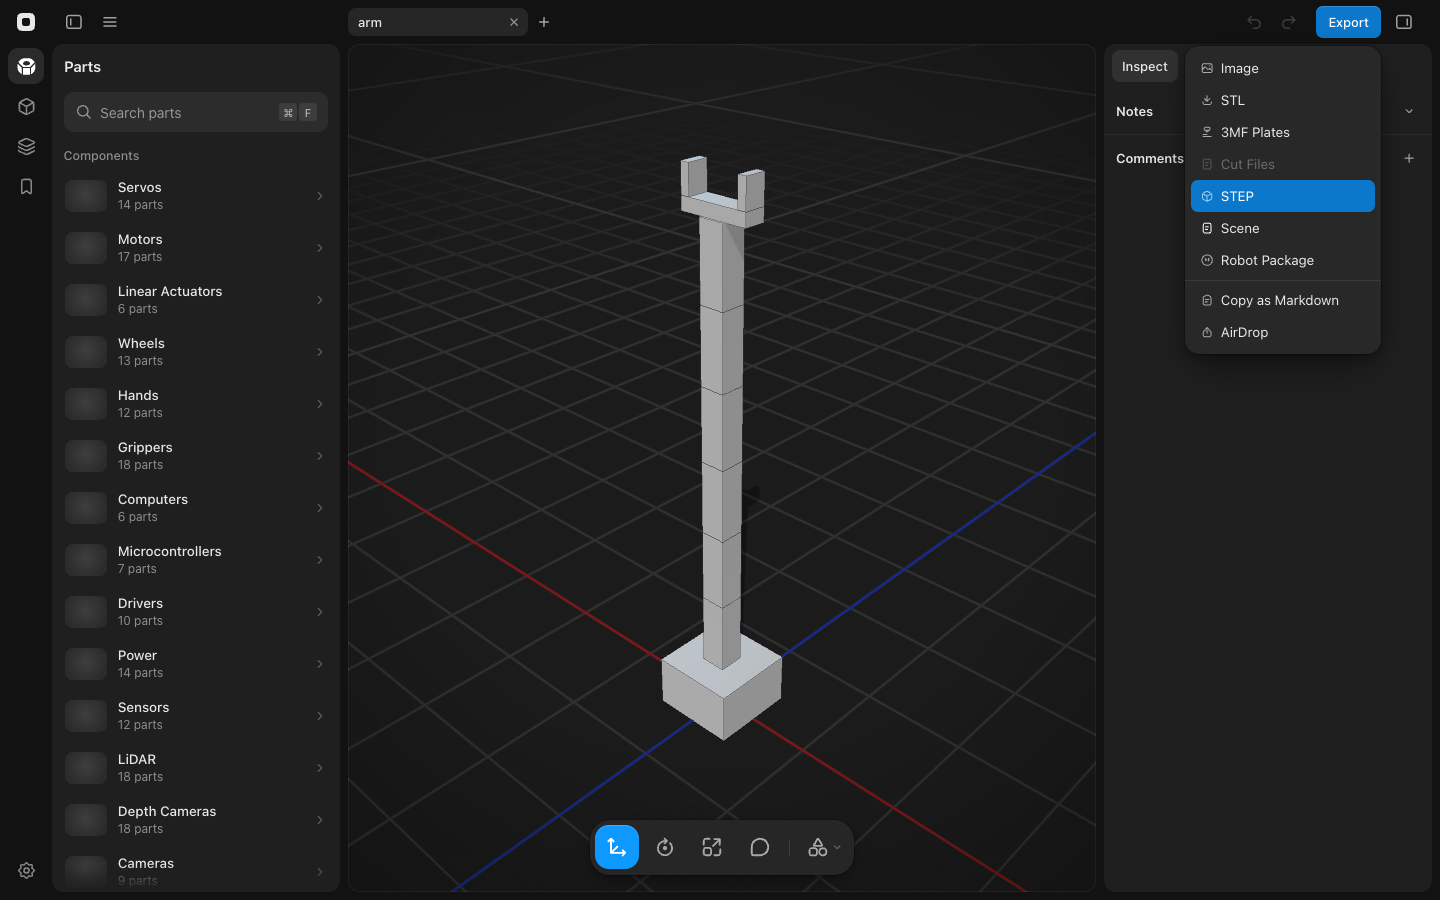 arm
Export
Parts
Search parts
⌘ F
Components
Servos
14 parts
Motors
17 parts
Linear Actuators
6 parts
Wheels
13 parts
Hands
12 parts
Grippers
18 parts
Computers
6 parts
Microcontrollers
7 parts
Drivers
10 parts
Power
14 parts
Sensors
12 parts
LiDAR
18 parts
Depth Cameras
18 parts
Cameras
9 parts
Inspect
Notes
Comments
Image
STL
3MF Plates
Cut Files
STEP
Scene
Robot Package
Copy as Markdown
AirDrop